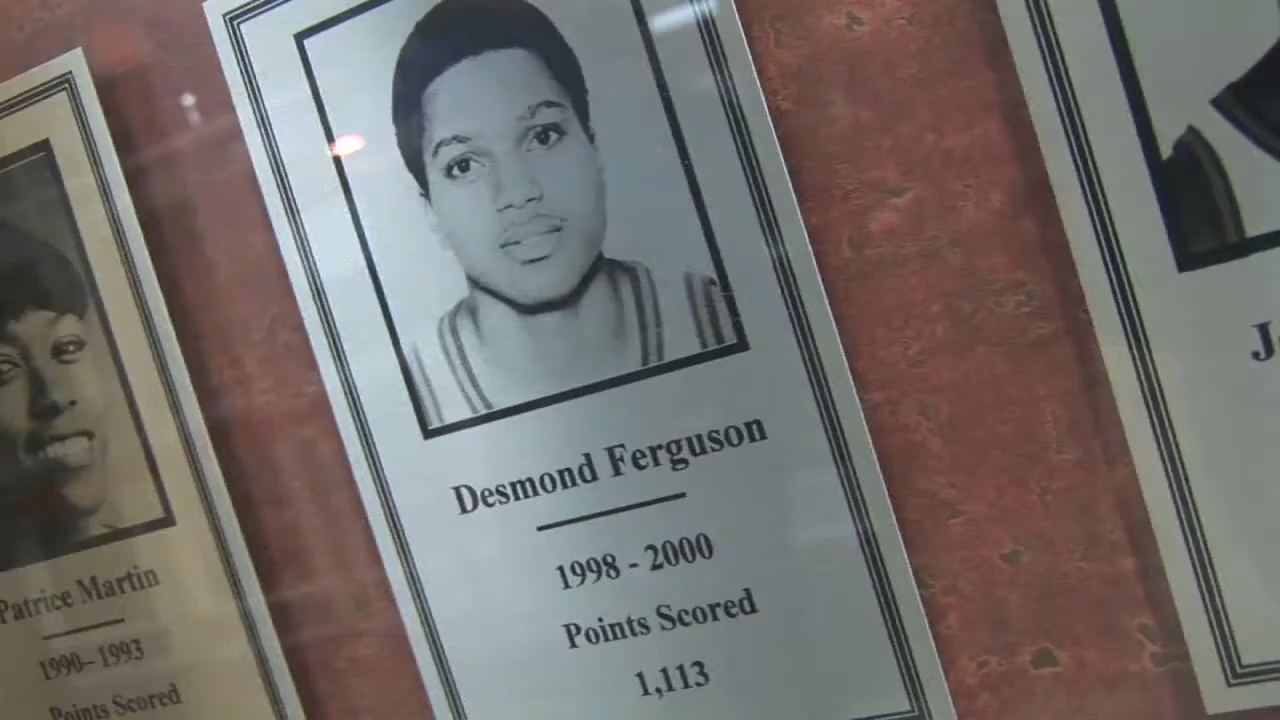 Patrice Martin
1990–1993
Points Scored
Desmond Ferguson
1998 - 2000
Points Scored
1,113